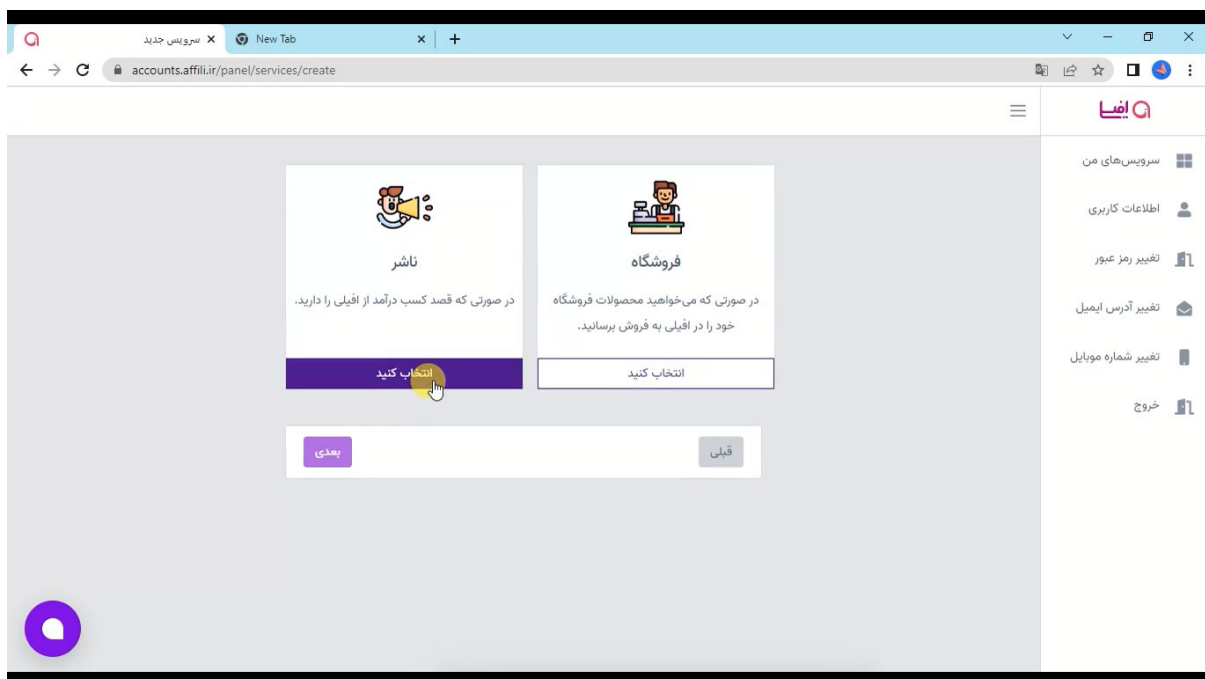 سرویس جدید
New Tab
accounts.affili.ir/panel/services/create
افیلی
سرویس‌های من
اطلاعات کاربری
تغییر رمز عبور
تغییر آدرس ایمیل
تغییر شماره موبایل
خروج
فروشگاه
در صورتی که می‌خواهید محصولات فروشگاه
خود را در افیلی به فروش برسانید.
انتخاب کنید
ناشر
در صورتی که قصد کسب درآمد از افیلی را دارید.
انتخاب کنید
قبلی
بعدی